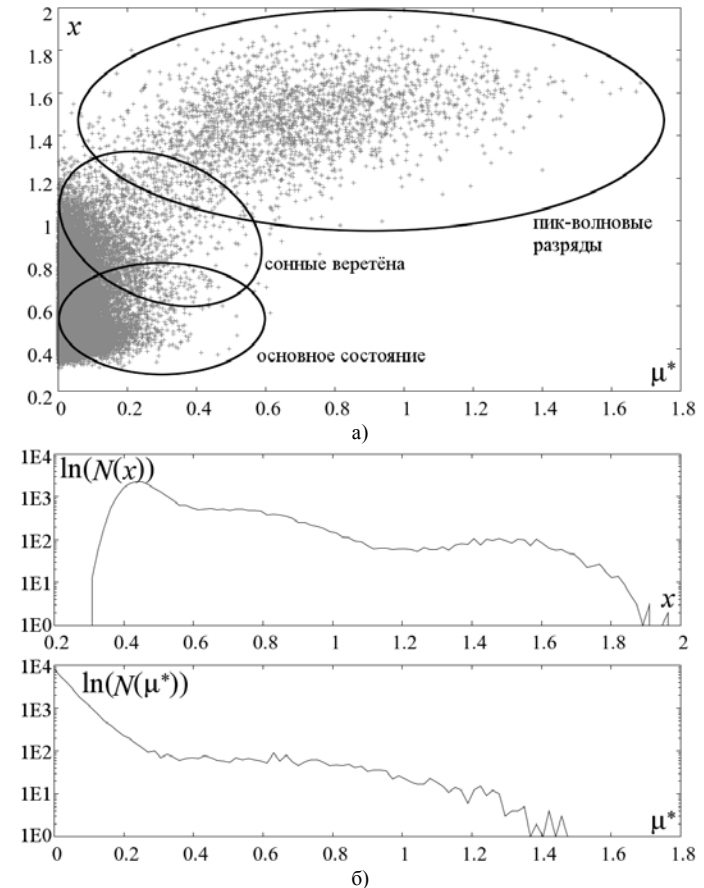 x
2
1.8
1.6
1.4
1.2
1
0.8
0.6
0.4
0.2
пик-волновые
разряды
сонные веретёна
основное состояние
μ*
0 0.2 0.4 0.6 0.8 1 1.2 1.4 1.6 1.8
а)
ln(N(x))
1E4
1E3
1E2
1E1
1E0
x
0.2 0.4 0.6 0.8 1 1.2 1.4 1.6 1.8 2
ln(N(μ*))
1E4
1E3
1E2
1E1
1E0
μ*
0 0.2 0.4 0.6 0.8 1 1.2 1.4 1.6 1.8
б)